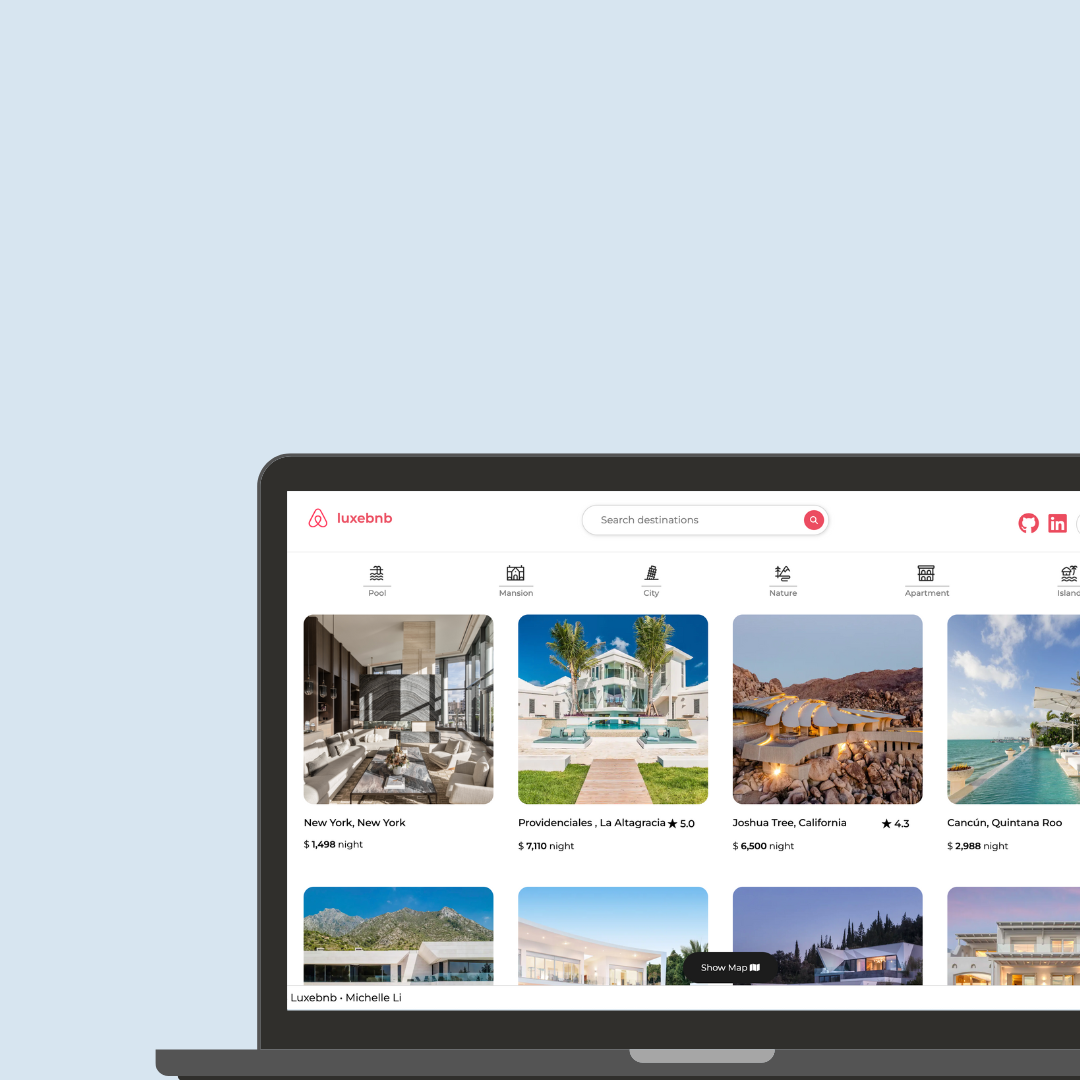 luxebnb
Search destinations
Pool
Mansion
City
Nature
Apartment
Island
New York, New York
$ 1,498 night
Providenciales , La Altagracia ★ 5.0
$ 7,110 night
Joshua Tree, California ★ 4.3
$ 6,500 night
Cancún, Quintana Roo
$ 2,988 night
Show Map
Luxebnb • Michelle Li